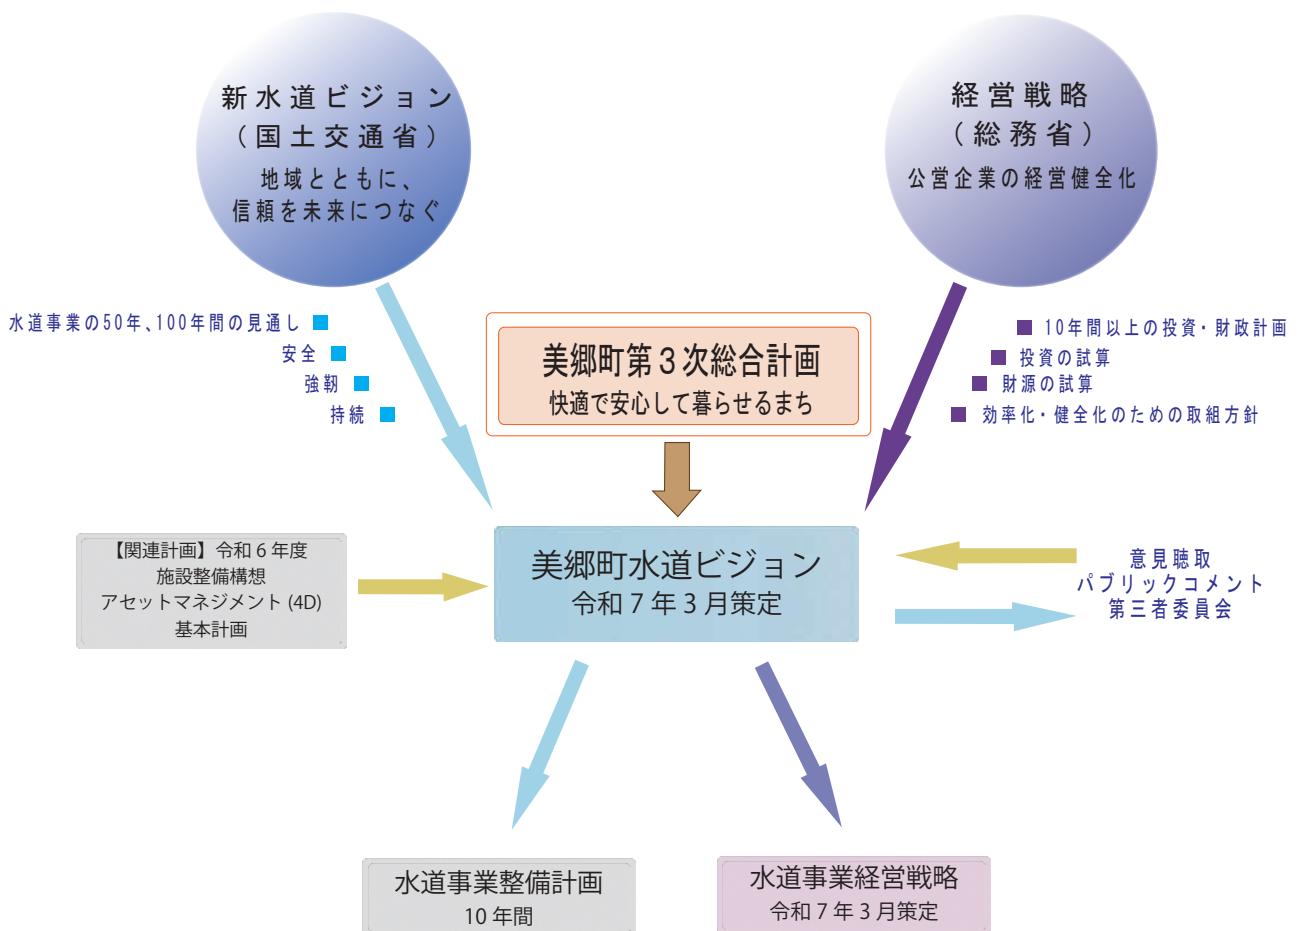 新水道ビジョン
（国土交通省）
地域とともに、
信頼を未来につなぐ
経営戦略
（総務省）
公営企業の経営健全化
水道事業の50年、100年間の見通し ■
安全 ■
強靭 ■
持続 ■
美郷町第３次総合計画
快適で安心して暮らせるまち
■ 10年間以上の投資・財政計画
■ 投資の試算
■ 財源の試算
■ 効率化・健全化のための取組方針
【関連計画】令和６年度
施設整備構想
アセットマネジメント (4D)
基本計画
美郷町水道ビジョン
令和７年３月策定
意見聴取
パブリックコメント
第三者委員会
水道事業整備計画
10 年間
水道事業経営戦略
令和７年３月策定